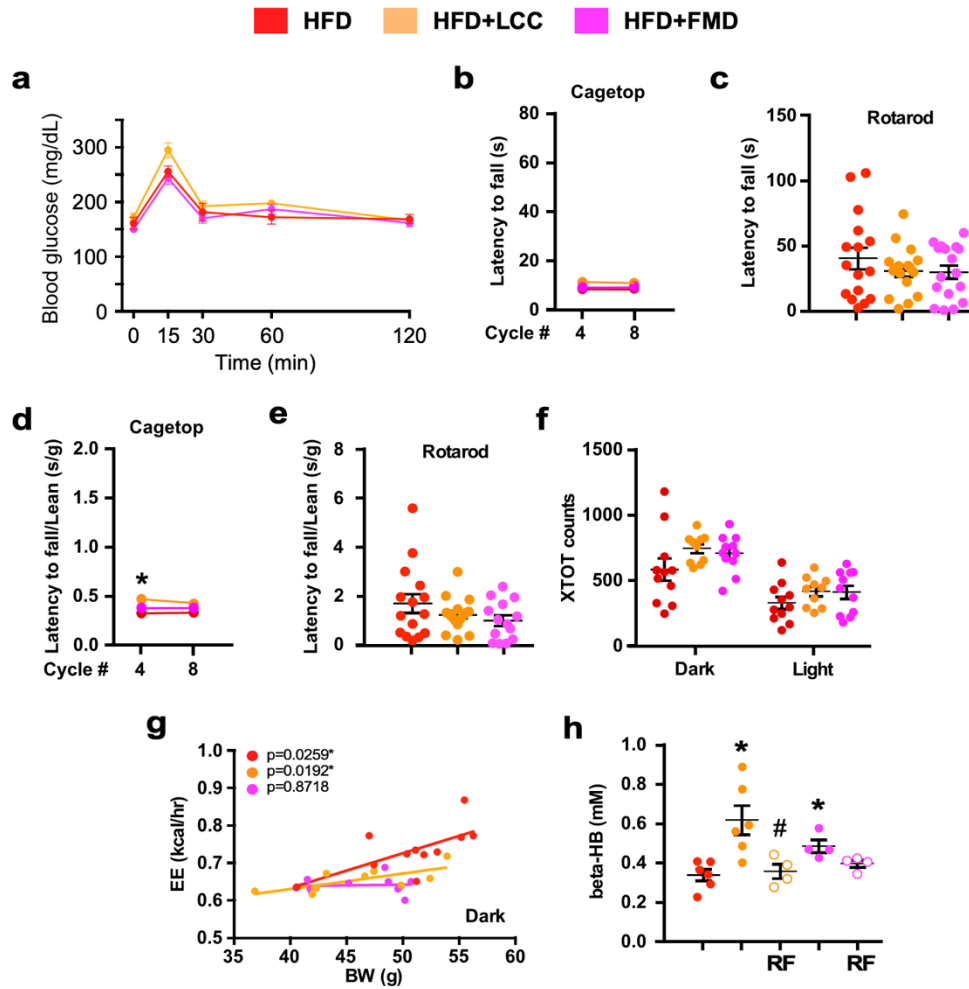 HFD HFD+LCC HFD+FMD
a
Blood glucose (mg/dL)
300
200
100
0
0 15 30 60 120
Time (min)
b
Cagetop
Latency to fall (s)
80
60
40
20
0
Cycle # 4 8
c
Rotarod
Latency to fall (s)
150
100
50
0
d
Cagetop
Latency to fall/Lean (s/g)
2.0
1.5
1.0
0.5
0.0
*
Cycle # 4 8
e
Rotarod
Latency to fall/Lean (s/g)
8
6
4
2
0
f
XTOT counts
1500
1000
500
0
Dark Light
g
EE (kcal/hr)
1.0
0.9
0.8
0.7
0.6
0.5
p=0.0259*
p=0.0192*
p=0.8718
Dark
35 40 45 50 55 60
BW (g)
h
beta-HB (mM)
1.0
0.8
0.6
0.4
0.2
0.0
* # *
RF RF